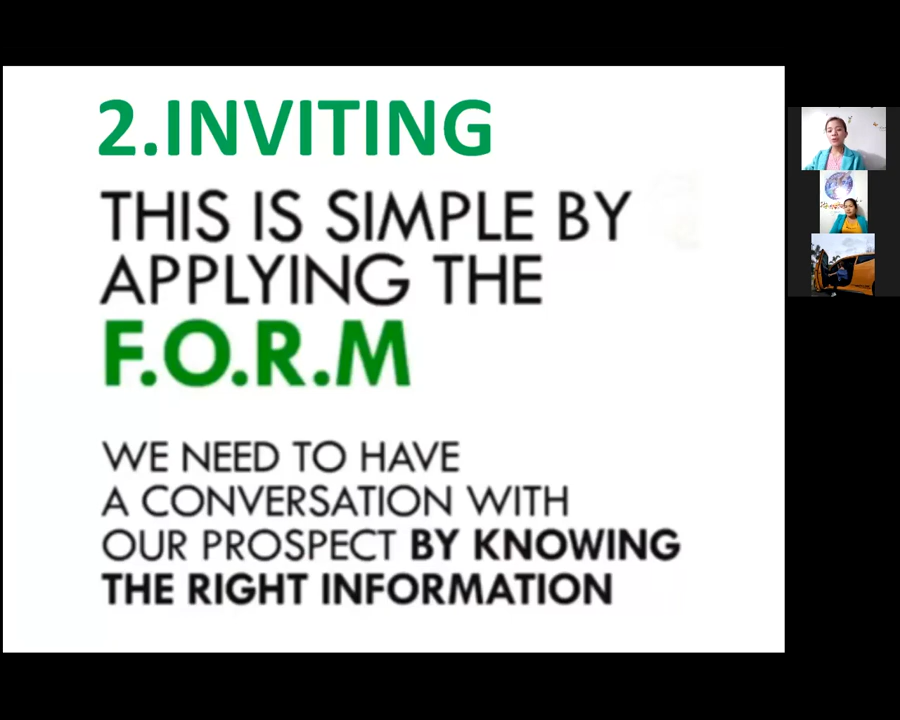 2.INVITING
THIS IS SIMPLE BY
APPLYING THE
F.O.R.M
WE NEED TO HAVE
A CONVERSATION WITH
OUR PROSPECT BY KNOWING
THE RIGHT INFORMATION